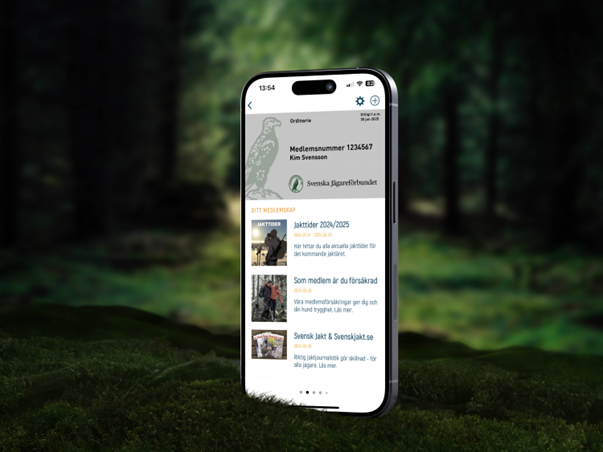 13:54
Ordinarie
Giltigt t.o.m.
30 jun 2025
Medlemsnummer 1234567
Kim Svensson
Svenska Jägareförbundet
DITT MEDLEMSKAP
JAKTTIDER
Jakttider 2024/2025
Här hittar du alla aktuella jakttider för
det kommande jaktåret.
Som medlem är du försäkrad
Våra medlemsförsäkringar ger dig och
din hund trygghet. Läs mer.
Svensk Jakt & Svenskjakt.se
Riktig jaktjournalistik gör skillnad - för
alla jägare. Läs mer.